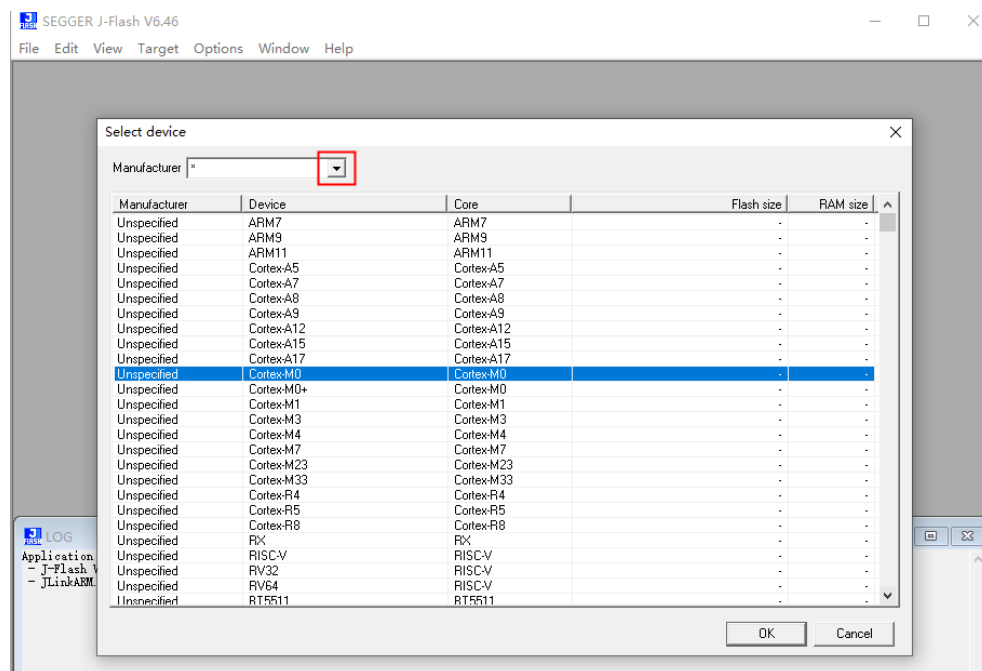 SEGGER J-Flash V6.46
File Edit View Target Options Window Help
Select device
Manufacturer *
Manufacturer Device Core Flash size RAM size
Unspecified ARM7 ARM7 - -
Unspecified ARM9 ARM9 - -
Unspecified ARM11 ARM11 - -
Unspecified Cortex-A5 Cortex-A5 - -
Unspecified Cortex-A7 Cortex-A7 - -
Unspecified Cortex-A8 Cortex-A8 - -
Unspecified Cortex-A9 Cortex-A9 - -
Unspecified Cortex-A12 Cortex-A12 - -
Unspecified Cortex-A15 Cortex-A15 - -
Unspecified Cortex-A17 Cortex-A17 - -
Unspecified Cortex-M0 Cortex-M0 - -
Unspecified Cortex-M0+ Cortex-M0 - -
Unspecified Cortex-M1 Cortex-M1 - -
Unspecified Cortex-M3 Cortex-M3 - -
Unspecified Cortex-M4 Cortex-M4 - -
Unspecified Cortex-M7 Cortex-M7 - -
Unspecified Cortex-M23 Cortex-M23 - -
Unspecified Cortex-M33 Cortex-M33 - -
Unspecified Cortex-R4 Cortex-R4 - -
Unspecified Cortex-R5 Cortex-R5 - -
Unspecified Cortex-R8 Cortex-R8 - -
Unspecified RX RX - -
Unspecified RISC-V RISC-V - -
Unspecified RV32 RISC-V - -
Unspecified RV64 RISC-V - -
Unspecified RT5511 RT5511 - -
OK Cancel
LOG
Application
- J-Flash V
- JLinkARM.